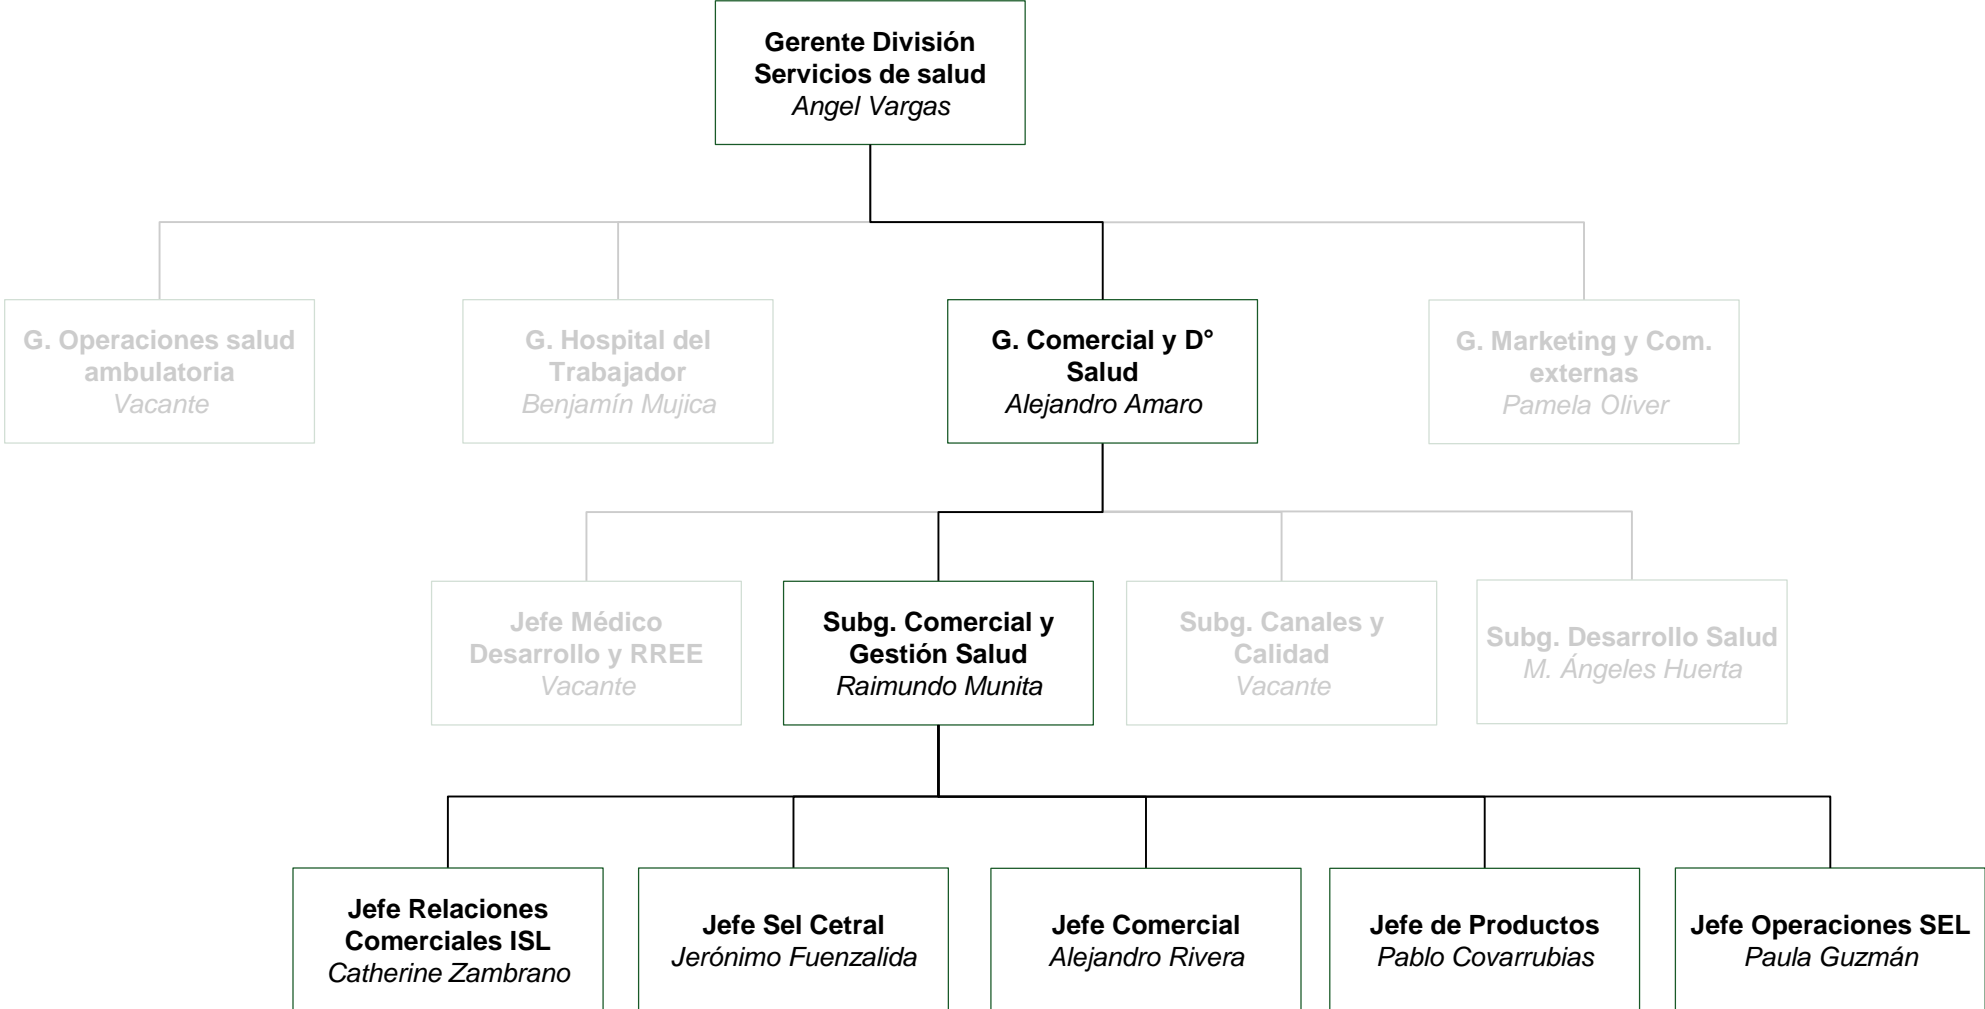 Gerente División
Servicios de salud
Angel Vargas
G. Operaciones salud
ambulatoria
Vacante
G. Hospital del
Trabajador
Benjamín Mujica
G. Comercial y D°
Salud
Alejandro Amaro
G. Marketing y Com.
externas
Pamela Oliver
Jefe Médico
Desarrollo y RREE
Vacante
Subg. Comercial y
Gestión Salud
Raimundo Munita
Subg. Canales y
Calidad
Vacante
Subg. Desarrollo Salud
M. Ángeles Huerta
Jefe Relaciones
Comerciales ISL
Catherine Zambrano
Jefe Sel Cetral
Jerónimo Fuenzalida
Jefe Comercial
Alejandro Rivera
Jefe de Productos
Pablo Covarrubias
Jefe Operaciones SEL
Paula Guzmán